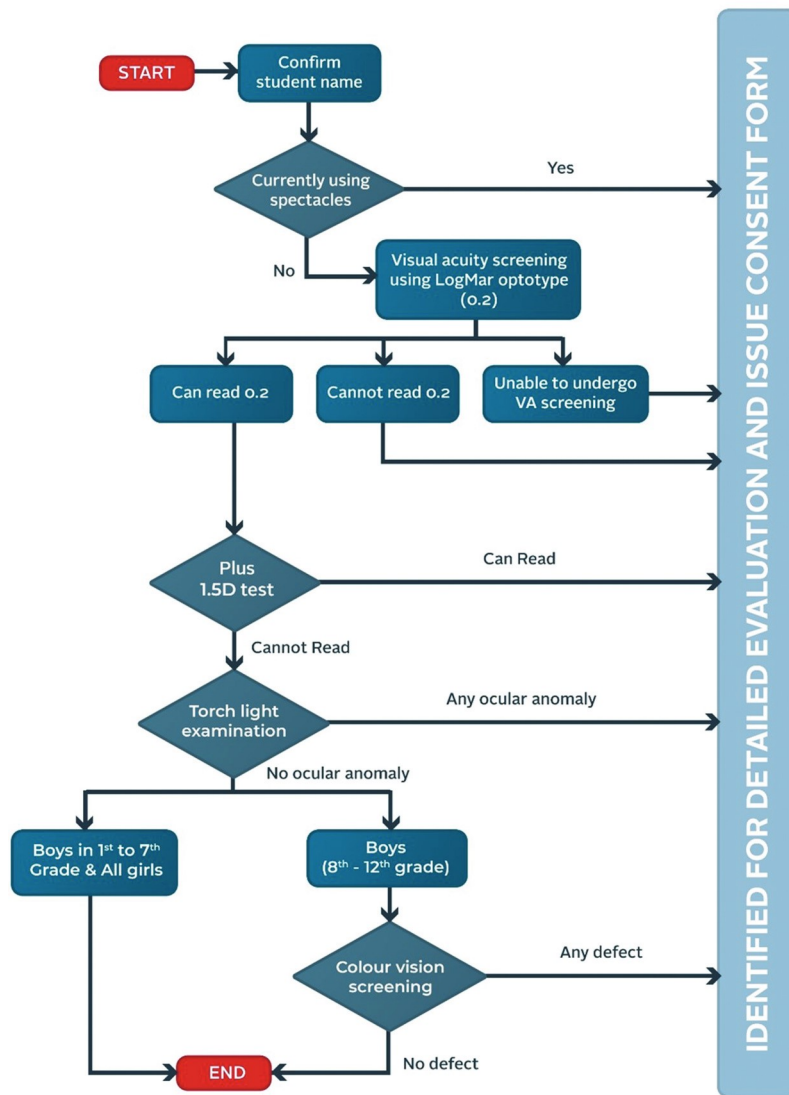 START
Confirm
student name
Currently using
spectacles
Yes
No
Visual acuity screening
using LogMar optotype
(0.2)
Can read 0.2
Cannot read 0.2
Unable to undergo
VA screening
Plus
1.5D test
Can Read
Cannot Read
Torch light
examination
Any ocular anomaly
No ocular anomaly
Boys in 1st to 7th
Grade & All girls
Boys
(8th - 12th grade)
Colour vision
screening
Any defect
No defect
END
IDENTIFIED FOR DETAILED EVALUATION AND ISSUE CONSENT FORM